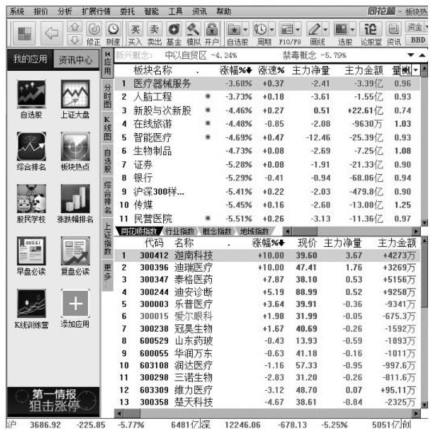 系统 报价 分析 扩展行情 委托 智能 工具 资讯 帮助 同花顺 - 板块热
修正 买入 卖出 基金 模拟 开户 自选股 周期 F10/F9 画线 选股 论股堂 资讯 BBD
我的应用 资讯中心
自选股 上证大盘
综合排名 板块热点
股民学校 涨跌幅排名
早盘必读 复盘必读
K线训练营 添加应用
第一情报
狙击涨停
应用
分时图
K线图
自选股
综合排名
上证指数
更多
新概念: 中以自贸区 -4.24% 禁毒概念 -5.79%
板块名称 涨幅% 涨速% 主力净量 主力金额 量比
1 医疗器械服务 -3.60% +0.37 -2.41 -3.39亿 0.96
2 人脑工程 * -3.73% +0.18 -3.61 -1.55亿 0.93
3 新股与次新股 * -4.46% +0.27 0.51 +22.61亿 0.74
4 在线旅游 * -4.48% +0.85 -2.08 -9630万 1.03
5 智能医疗 * -4.69% +0.47 -12.46 -25.39亿 0.93
6 生物制品 -4.73% +0.08 -2.69 -7.25亿 1.08
7 证券 -5.28% +0.08 -1.91 -21.33亿 0.90
8 银行 -5.29% -0.41 -0.94 -68.06亿 0.94
9 沪深300样... -5.41% +0.22 -2.03 -479.8亿 0.90
10 传媒 -5.45% +0.16 -2.68 -13.00亿 1.25
11 民营医院 * -5.51% +0.26 -3.13 -11.36亿 0.97
同花顺指数 行业指数 概念指数 地域指数
代码 名称 涨幅% 现价 主力净量 主力金额
1 300412 迦南科技 +10.00 39.60 3.67 +4273万
2 300396 迪瑞医疗 +10.00 47.41 1.76 +3269万
3 300347 泰格医药 +7.87 38.10 0.53 +5156万
4 300244 迪安诊断 +5.19 88.99 0.52 +9258万
5 300003 乐普医疗 +3.64 39.91 -0.36 -9341万
6 300015 爱尔眼科 +1.98 31.99 -0.05 -675.3万
7 300238 冠昊生物 +1.67 40.69 -0.26 -1592万
8 600529 山东药玻 -0.43 13.93 -0.59 -1893万
9 600055 华润万东 -0.63 41.18 -0.16 -1011万
10 603108 润达医疗 -1.16 57.33 -0.95 -997.6万
11 300298 三诺生物 -2.83 31.20 -0.26 -811.6万
12 603309 维力医疗 -3.12 48.70 0.07 +95.11万
13 300358 楚天科技 -4.67 38.61 -0.84 -2325万
沪 3686.92 -225.85 -5.77% 6481亿 深 12246.06 -678.13 -5.25% 5051亿 创